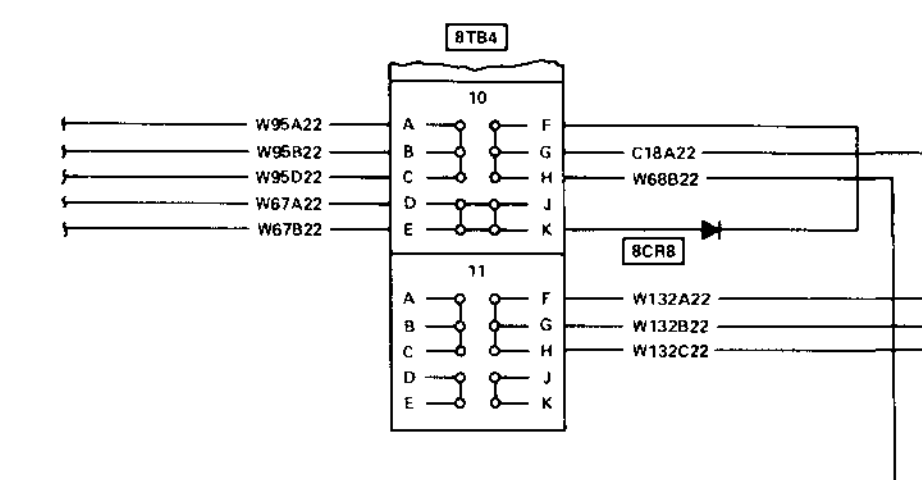 8TB4
10
W95A22 A F
W95B22 B G C18A22
W95D22 C H W68B22
W67A22 D J
W67B22 E K
8CR8
11
A F W132A22
B G W132B22
C H W132C22
D J
E K